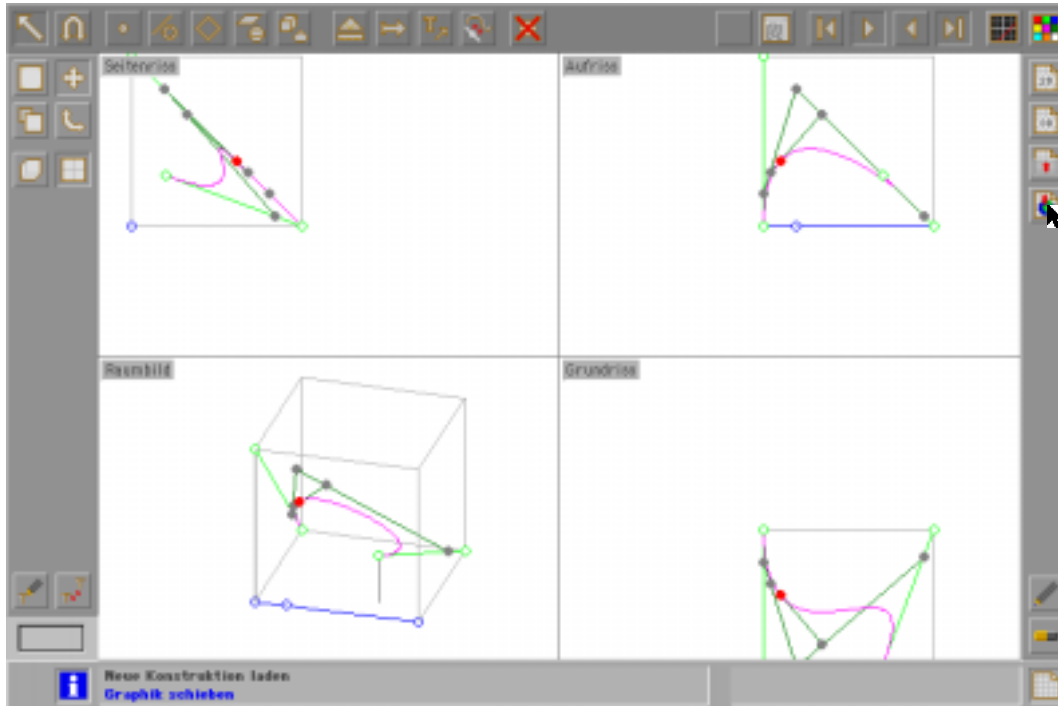 Seitenriss
Aufriss
Raumbild
Grundriss
Neue Konstruktion laden
Graphik schieben